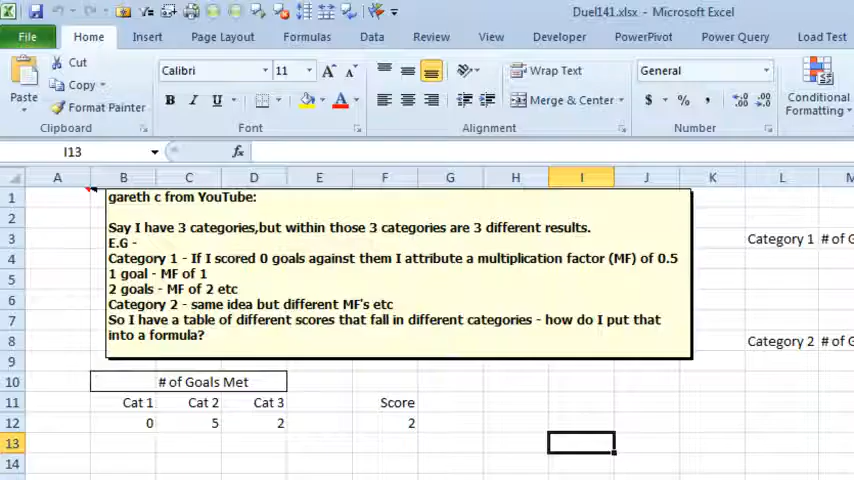 Duel141.xlsx - Microsoft Excel
File Home Insert Page Layout Formulas Data Review View Developer PowerPivot Power Query Load Test
Paste
Cut
Copy
Format Painter
Clipboard
Calibri 11 A A
B I U A
Font
Wrap Text
Merge & Center
Alignment
General
$ % , .00 .0
Number
Conditional
Formatting
I13 fx
A B C D E F G H I J K L M
1 gareth c from YouTube:
2 Say I have 3 categories,but within those 3 categories are 3 different results.
3 E.G - Category 1 # of G
4 Category 1 - If I scored 0 goals against them I attribute a multiplication factor (MF) of 0.5
5 1 goal - MF of 1
2 goals - MF of 2 etc
6 Category 2 - same idea but different MF's etc
7 So I have a table of different scores that fall in different categories - how do I put that
8 into a formula? Category 2 # of G
9
10 # of Goals Met
11 Cat 1 Cat 2 Cat 3 Score
12 0 5 2 2
13
14